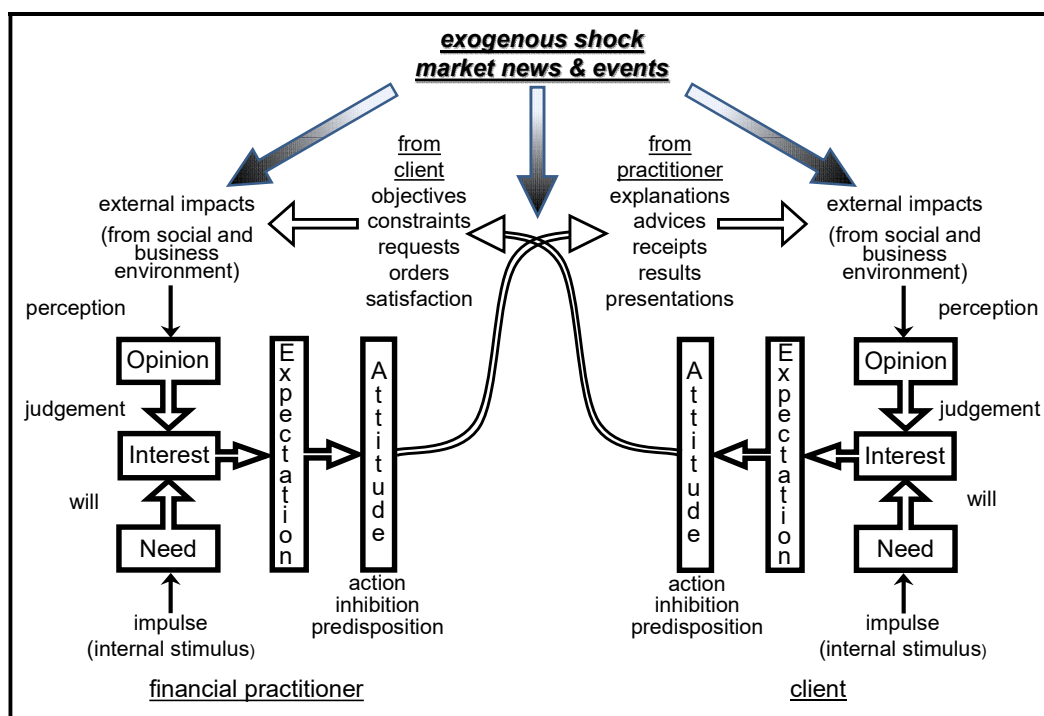 exogenous shock
market news & events
from
client
objectives
constraints
requests
orders
satisfaction
from
practitioner
explanations
advices
receipts
results
presentations
external impacts
(from social and
business
environment)
perception
Opinion
judgement
Interest
will
Need
impulse
(internal stimulus)
Expectation
Attitude
action
inhibition
predisposition
financial practitioner
external impacts
(from social and
business
environment)
perception
Opinion
judgement
Interest
will
Need
impulse
(internal stimulus)
Expectation
Attitude
action
inhibition
predisposition
client